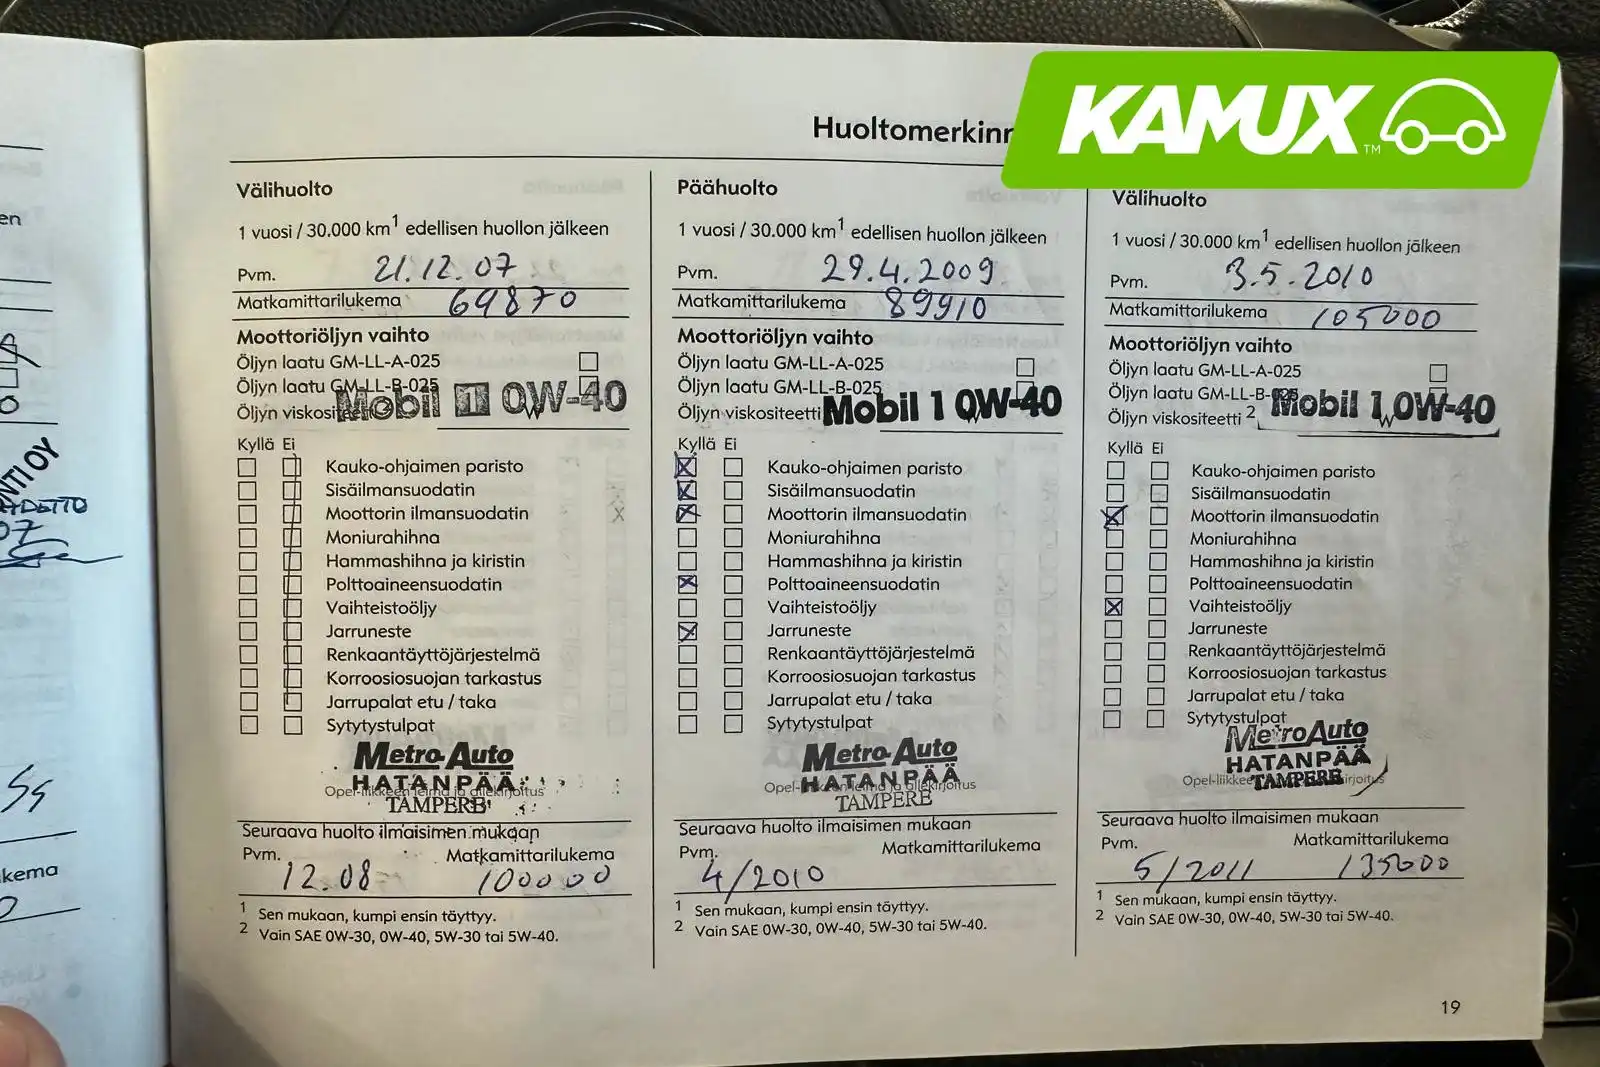 KAMUX™
Huoltomerkinn
Välihuolto
1 vuosi / 30.000 km1 edellisen huollon jälkeen
Pvm. 21.12.07
Matkamittarilukema 69870
Moottoriöljyn vaihto
Öljyn laatu GM-LL-A-025
Öljyn laatu GM-LL-B-025
Öljyn viskositeetti
Mobil 1 0W-40
Kyllä Ei
Kauko-ohjaimen paristo
Sisäilmansuodatin
Moottorin ilmansuodatin
Moniurahihna
Hammashihna ja kiristin
Polttoaineensuodatin
Vaihteistoöljy
Jarruneste
Renkaantäyttöjärjestelmä
Korroosiosuojan tarkastus
Jarrupalat etu / taka
Sytytystulpat
Metro-Auto
HATANPÄÄ
Opel-liikkeen leima ja allekirjoitus
TAMPERE
Seuraava huolto ilmaisimen mukaan
Pvm. Matkamittarilukema
12.08 100000
1 Sen mukaan, kumpi ensin täyttyy.
2 Vain SAE 0W-30, 0W-40, 5W-30 tai 5W-40.
Päähuolto
1 vuosi / 30.000 km1 edellisen huollon jälkeen
Pvm. 29.4.2009
Matkamittarilukema 89910
Moottoriöljyn vaihto
Öljyn laatu GM-LL-A-025
Öljyn laatu GM-LL-B-025
Öljyn viskositeetti
Mobil 1 0W-40
Kyllä Ei
Kauko-ohjaimen paristo
Sisäilmansuodatin
Moottorin ilmansuodatin
Moniurahihna
Hammashihna ja kiristin
Polttoaineensuodatin
Vaihteistoöljy
Jarruneste
Renkaantäyttöjärjestelmä
Korroosiosuojan tarkastus
Jarrupalat etu / taka
Sytytystulpat
Metro-Auto
HATANPÄÄ
Opel-liikkeen leima ja allekirjoitus
TAMPERE
Seuraava huolto ilmaisimen mukaan
Pvm. Matkamittarilukema
4/2010
1 Sen mukaan, kumpi ensin täyttyy.
2 Vain SAE 0W-30, 0W-40, 5W-30 tai 5W-40.
Välihuolto
1 vuosi / 30.000 km1 edellisen huollon jälkeen
Pvm. 3.5.2010
Matkamittarilukema 105000
Moottoriöljyn vaihto
Öljyn laatu GM-LL-A-025
Öljyn laatu GM-LL-B-025
Öljyn viskositeetti 2
Mobil 1 0W-40
Kyllä Ei
Kauko-ohjaimen paristo
Sisäilmansuodatin
Moottorin ilmansuodatin
Moniurahihna
Hammashihna ja kiristin
Polttoaineensuodatin
Vaihteistoöljy
Jarruneste
Renkaantäyttöjärjestelmä
Korroosiosuojan tarkastus
Jarrupalat etu / taka
Sytytystulpat
MetroAuto
HATANPÄÄ
TAMPERE
Seuraava huolto ilmaisimen mukaan
Pvm. Matkamittarilukema
5/2011 135000
1 Sen mukaan, kumpi ensin täyttyy.
2 Vain SAE 0W-30, 0W-40, 5W-30 tai 5W-40.
19